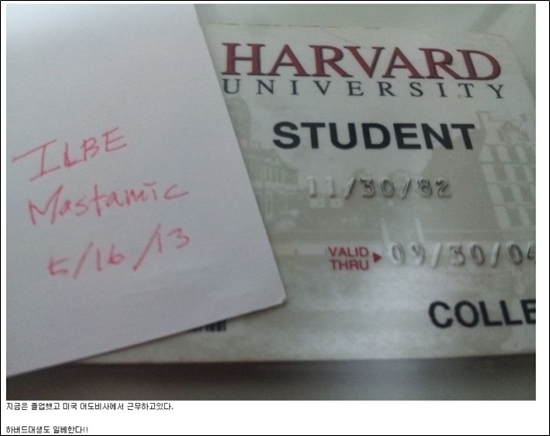 ILBE
Mastamic
5/16/13
HARVARD
UNIVERSITY
STUDENT
11/30/82
VALID
THRU
09/30/04
COLLE
지금은 졸업했고 미국 어도비사에서 근무하고있다.
하버드대생도 일베한다!!